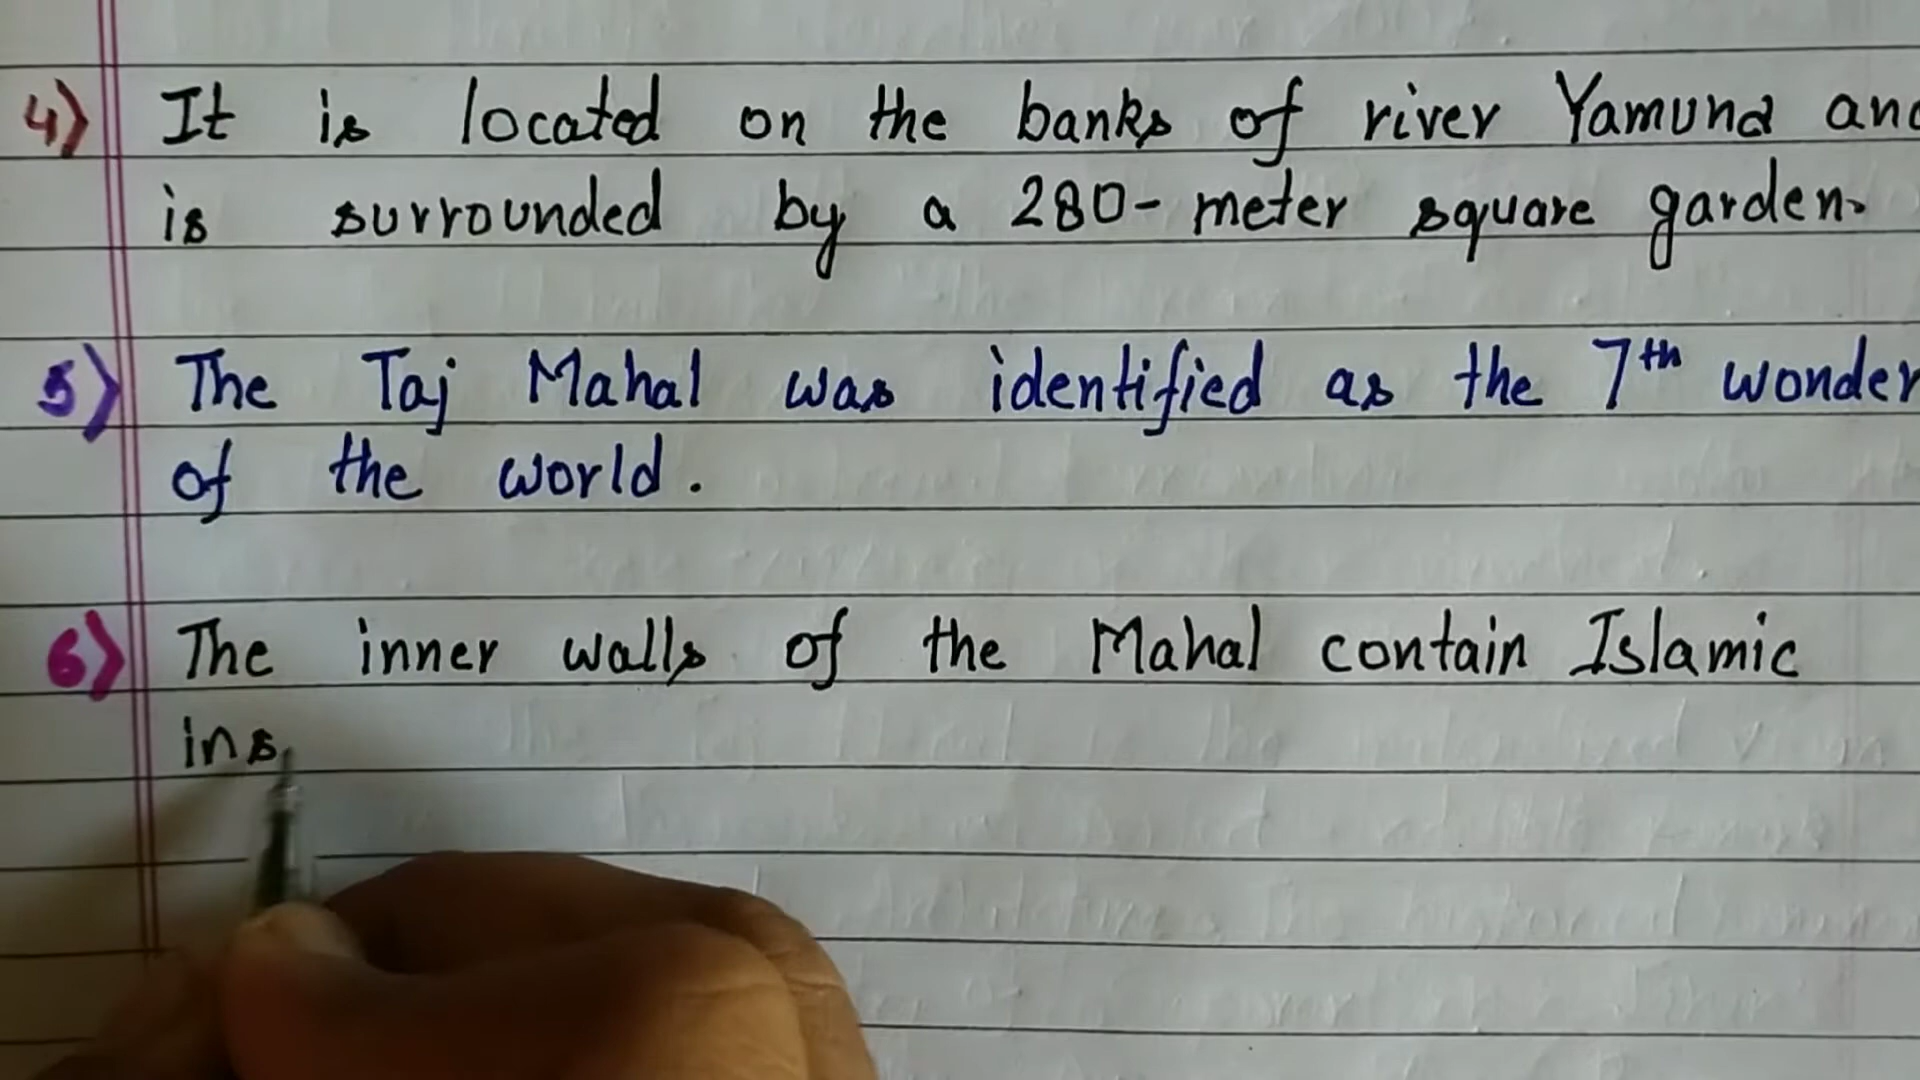 4) It is located on the banks of river Yamuna and
is surrounded by a 280-meter square garden.
5) The Taj Mahal was identified as the 7th wonder
of the world.
6) The inner walls of the Mahal contain Islamic
ins